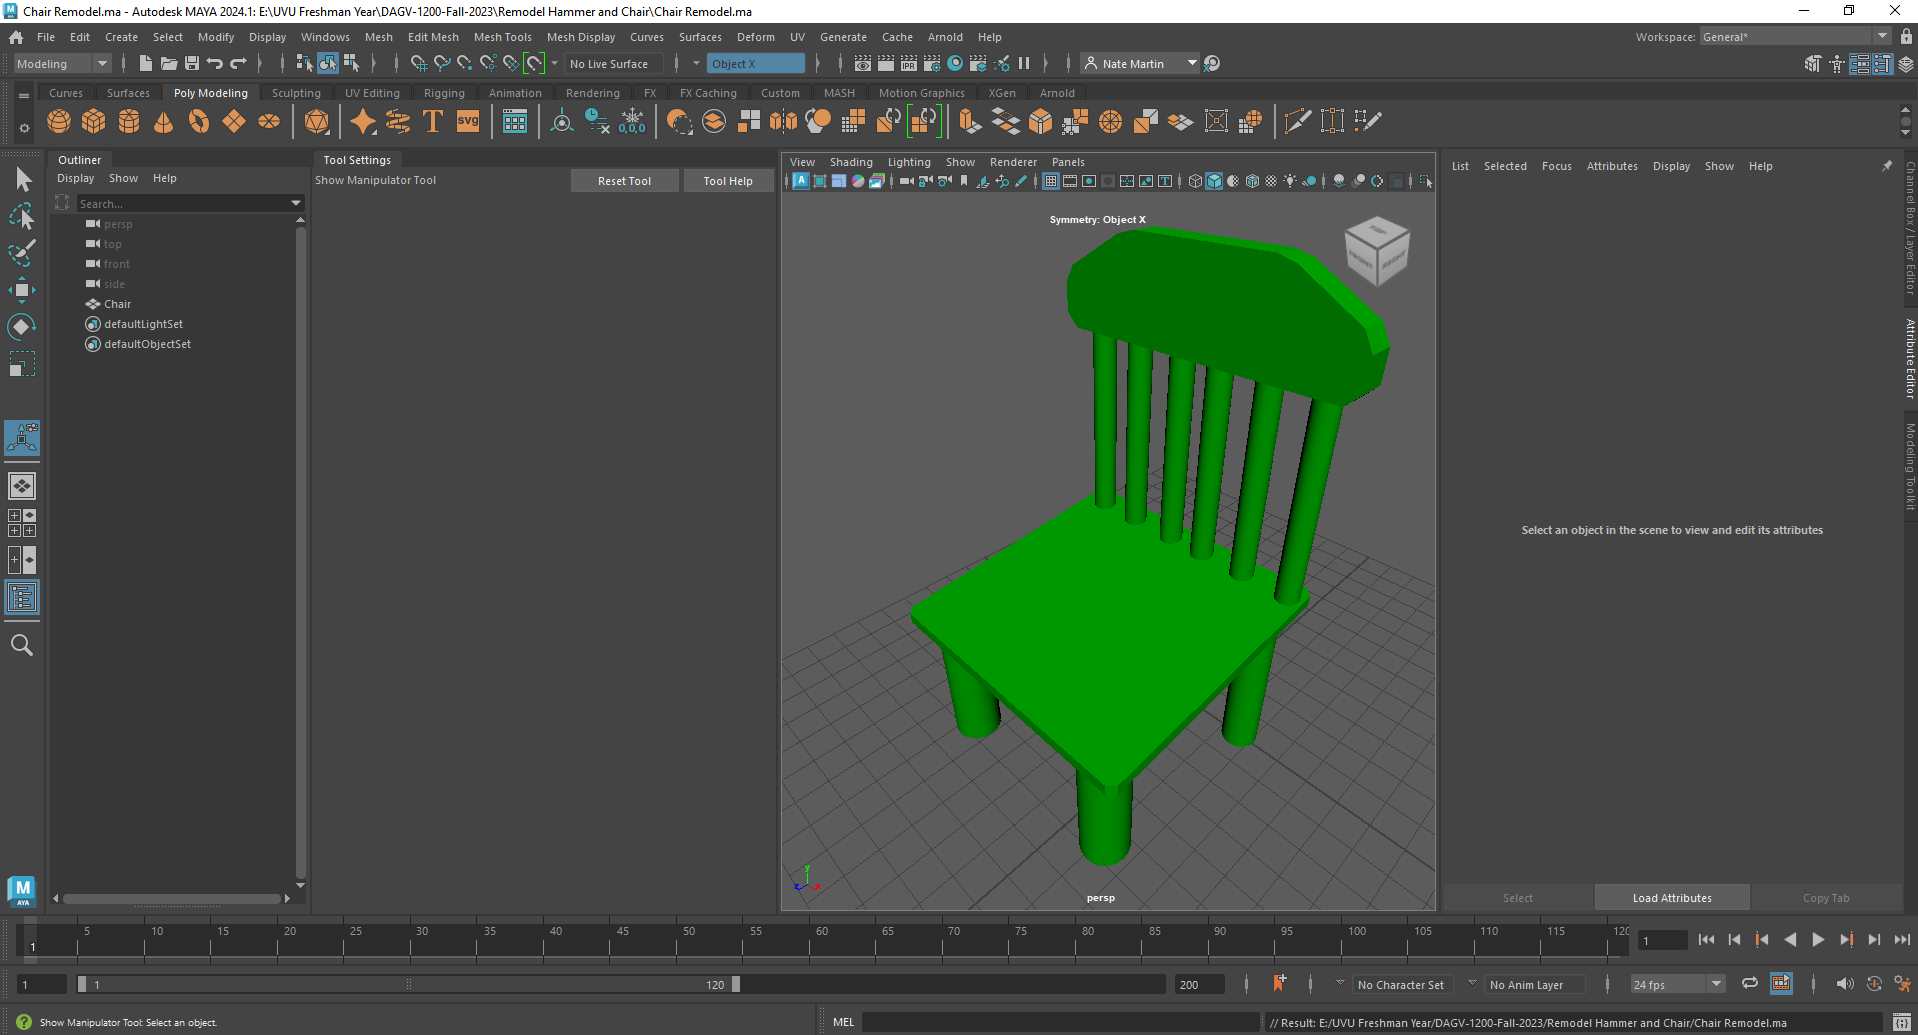 Chair Remodel.ma - Autodesk MAYA 2024.1: E:\UVU Freshman Year\DAGV-1200-Fall-2023\Remodel Hammer and Chair\Chair Remodel.ma
File Edit Create Select Modify Display Windows Mesh Edit Mesh Mesh Tools Mesh Display Curves Surfaces Deform UV Generate Cache Arnold Help
Workspace: General*
Modeling
No Live Surface
Object X
IPR
Nate Martin
Curves Surfaces Poly Modeling Sculpting UV Editing Rigging Animation Rendering FX FX Caching Custom MASH Motion Graphics XGen Arnold
T
svg
0,0,0
Outliner
Display Show Help
Search...
persp
top
front
side
Chair
defaultLightSet
defaultObjectSet
Tool Settings
Show Manipulator Tool
Reset Tool
Tool Help
View Shading Lighting Show Renderer Panels
Symmetry: Object X
TOP
FRONT
RIGHT
y
z
x
persp
List Selected Focus Attributes Display Show Help
Select an object in the scene to view and edit its attributes
Select
Load Attributes
Copy Tab
Channel Box / Layer Editor
Attribute Editor
Modeling Toolkit
M
AYA
1 5 10 15 20 25 30 35 40 45 50 55 60 65 70 75 80 85 90 95 100 105 110 115 120
1
1
1
120
200
No Character Set
No Anim Layer
24 fps
Show Manipulator Tool: Select an object.
MEL
// Result: E:/UVU Freshman Year/DAGV-1200-Fall-2023/Remodel Hammer and Chair/Chair Remodel.ma